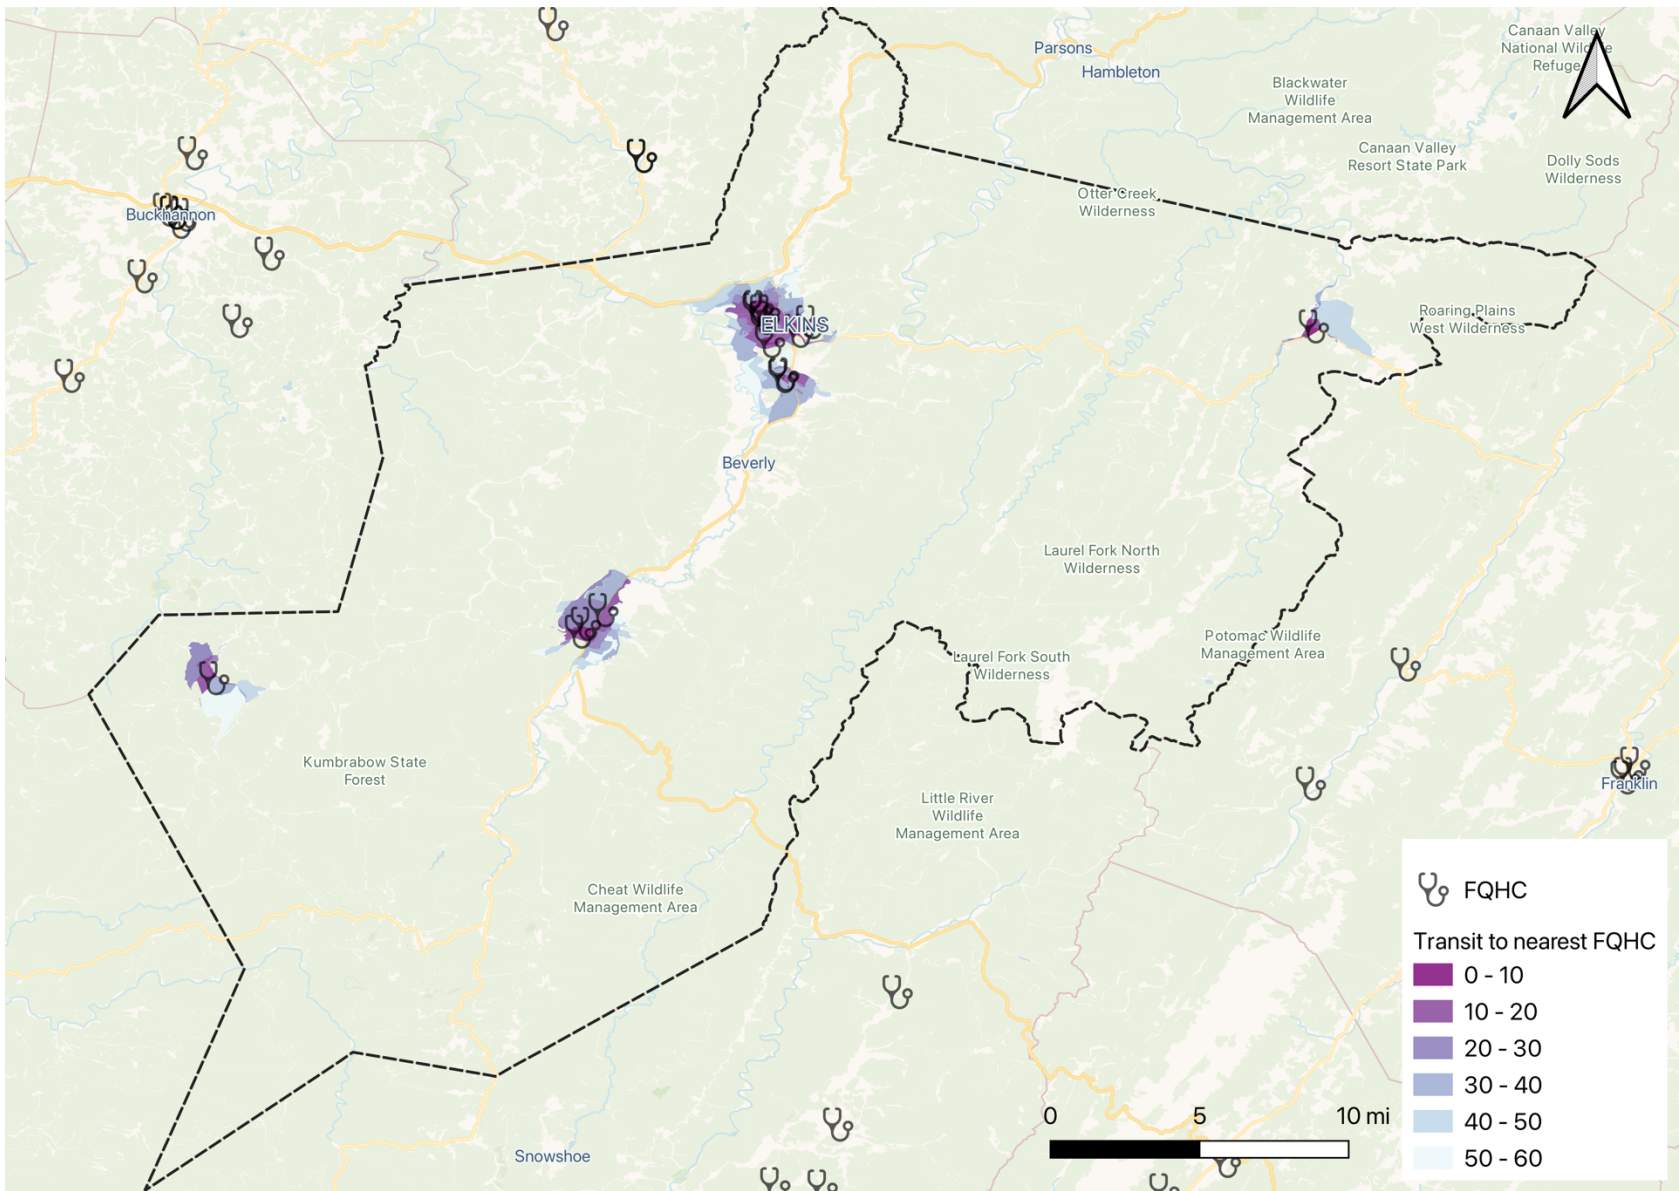 Parsons
Hambleton
Canaan Valley
National Wildlife
Refuge
Blackwater
Wildlife
Management Area
Canaan Valley
Resort State Park
Dolly Sods
Wilderness
Otter Creek
Wilderness
Buckhannon
ELKINS
Roaring Plains
West Wilderness
Beverly
Laurel Fork North
Wilderness
Potomac Wildlife
Management Area
Laurel Fork South
Wilderness
Kumbrabow State
Forest
Little River
Wildlife
Management Area
Franklin
Cheat Wildlife
Management Area
Snowshoe
FQHC
Transit to nearest FQHC
0 - 10
10 - 20
20 - 30
30 - 40
40 - 50
50 - 60
0 5 10 mi